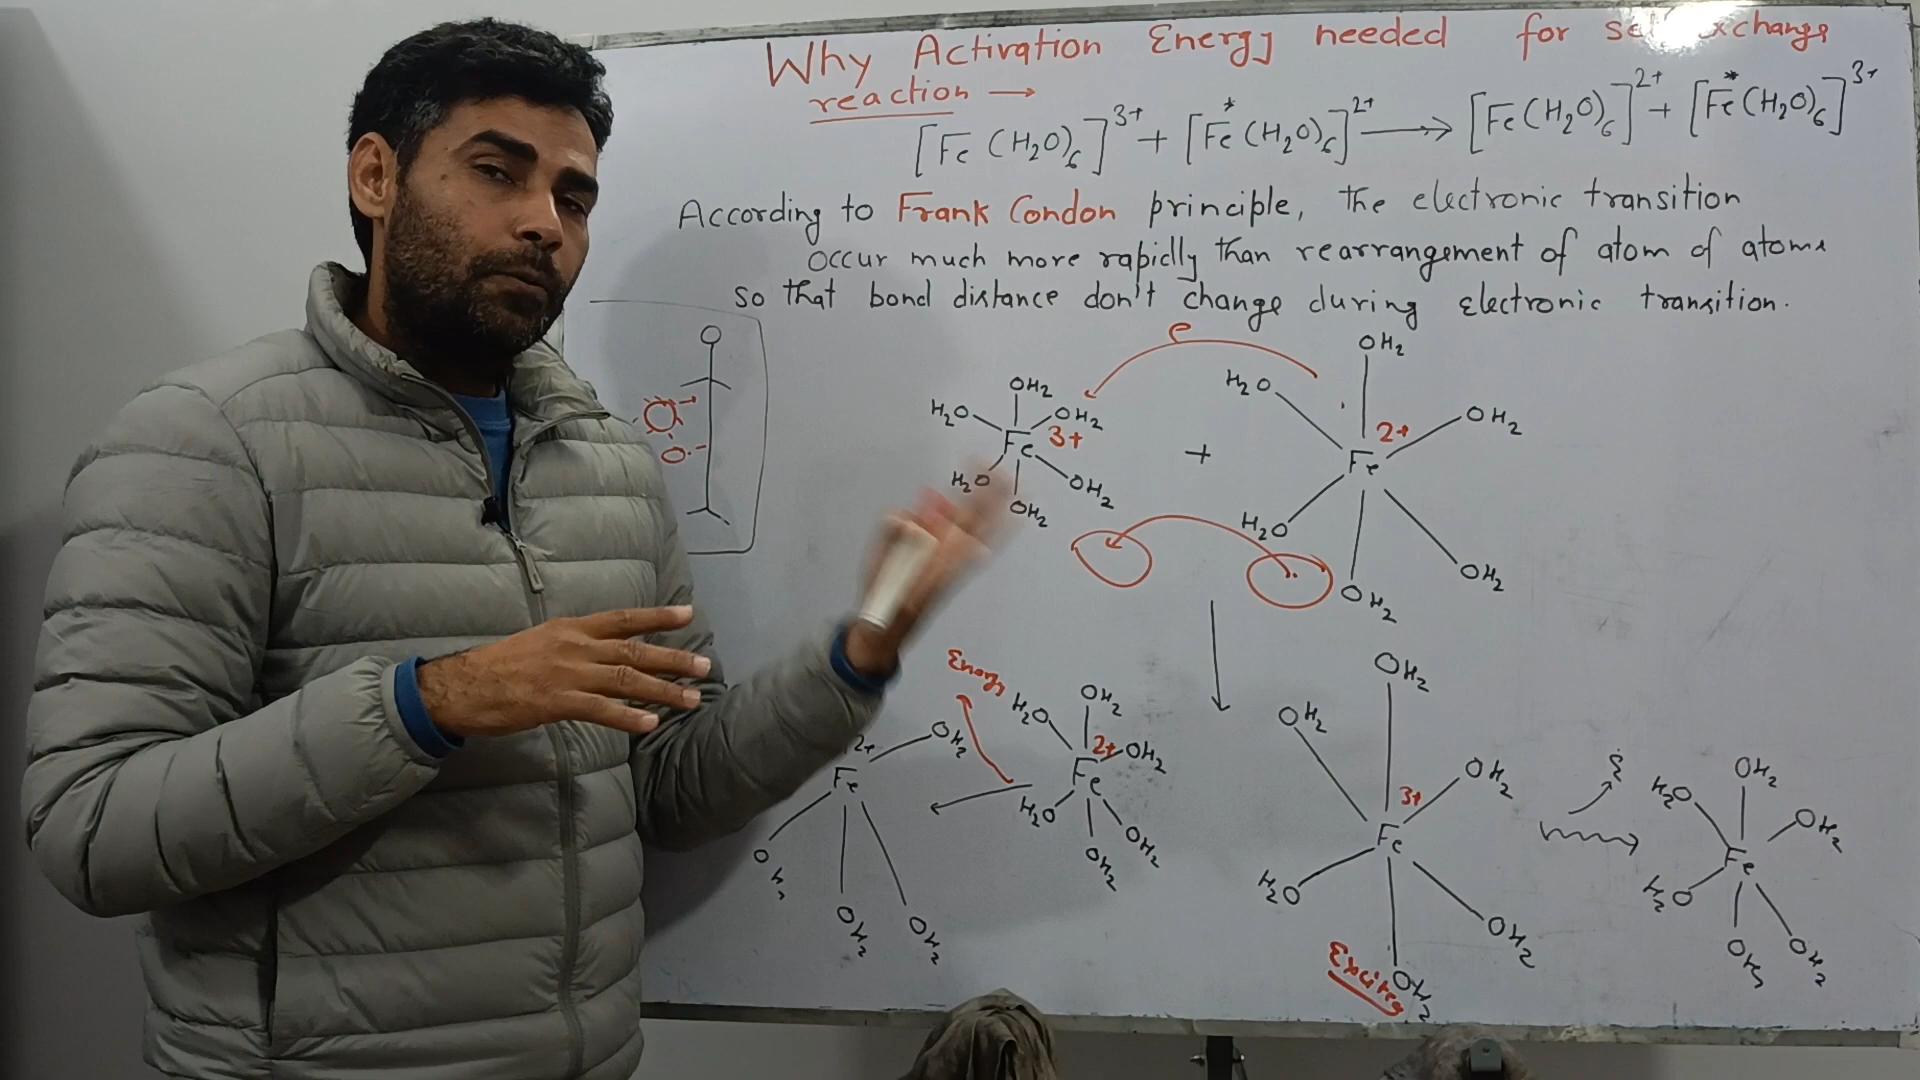 Why Activation Energy needed for se xchange
reaction →
[Fe (H₂O)₆]³⁺ + [Fe* (H₂O)₆]²⁺ → [Fe(H₂O)₆]²⁺ + [Fe* (H₂O)₆]³⁺
According to Frank Condon principle, The electronic transition
occur much more rapidly than rearrangement of atom of atoms
so that bond distance don't change during electronic transition.
e
OH₂
H₂O OH₂
Fe 3+
H₂O OH₂
OH₂
+
OH₂
H₂O OH₂
2+
Fe
H₂O OH₂
OH₂
Energy
2+ OH₂
Fe
OH₂ OH₂
OH₂
H₂O OH₂
2+
Fe
H₂O OH₂
OH₂
OH₂
OH₂ OH₂
3+
Fe
H₂O OH₂
OH₂
OH₂
H₂O OH₂
Fe
H₂O OH₂
OH₂